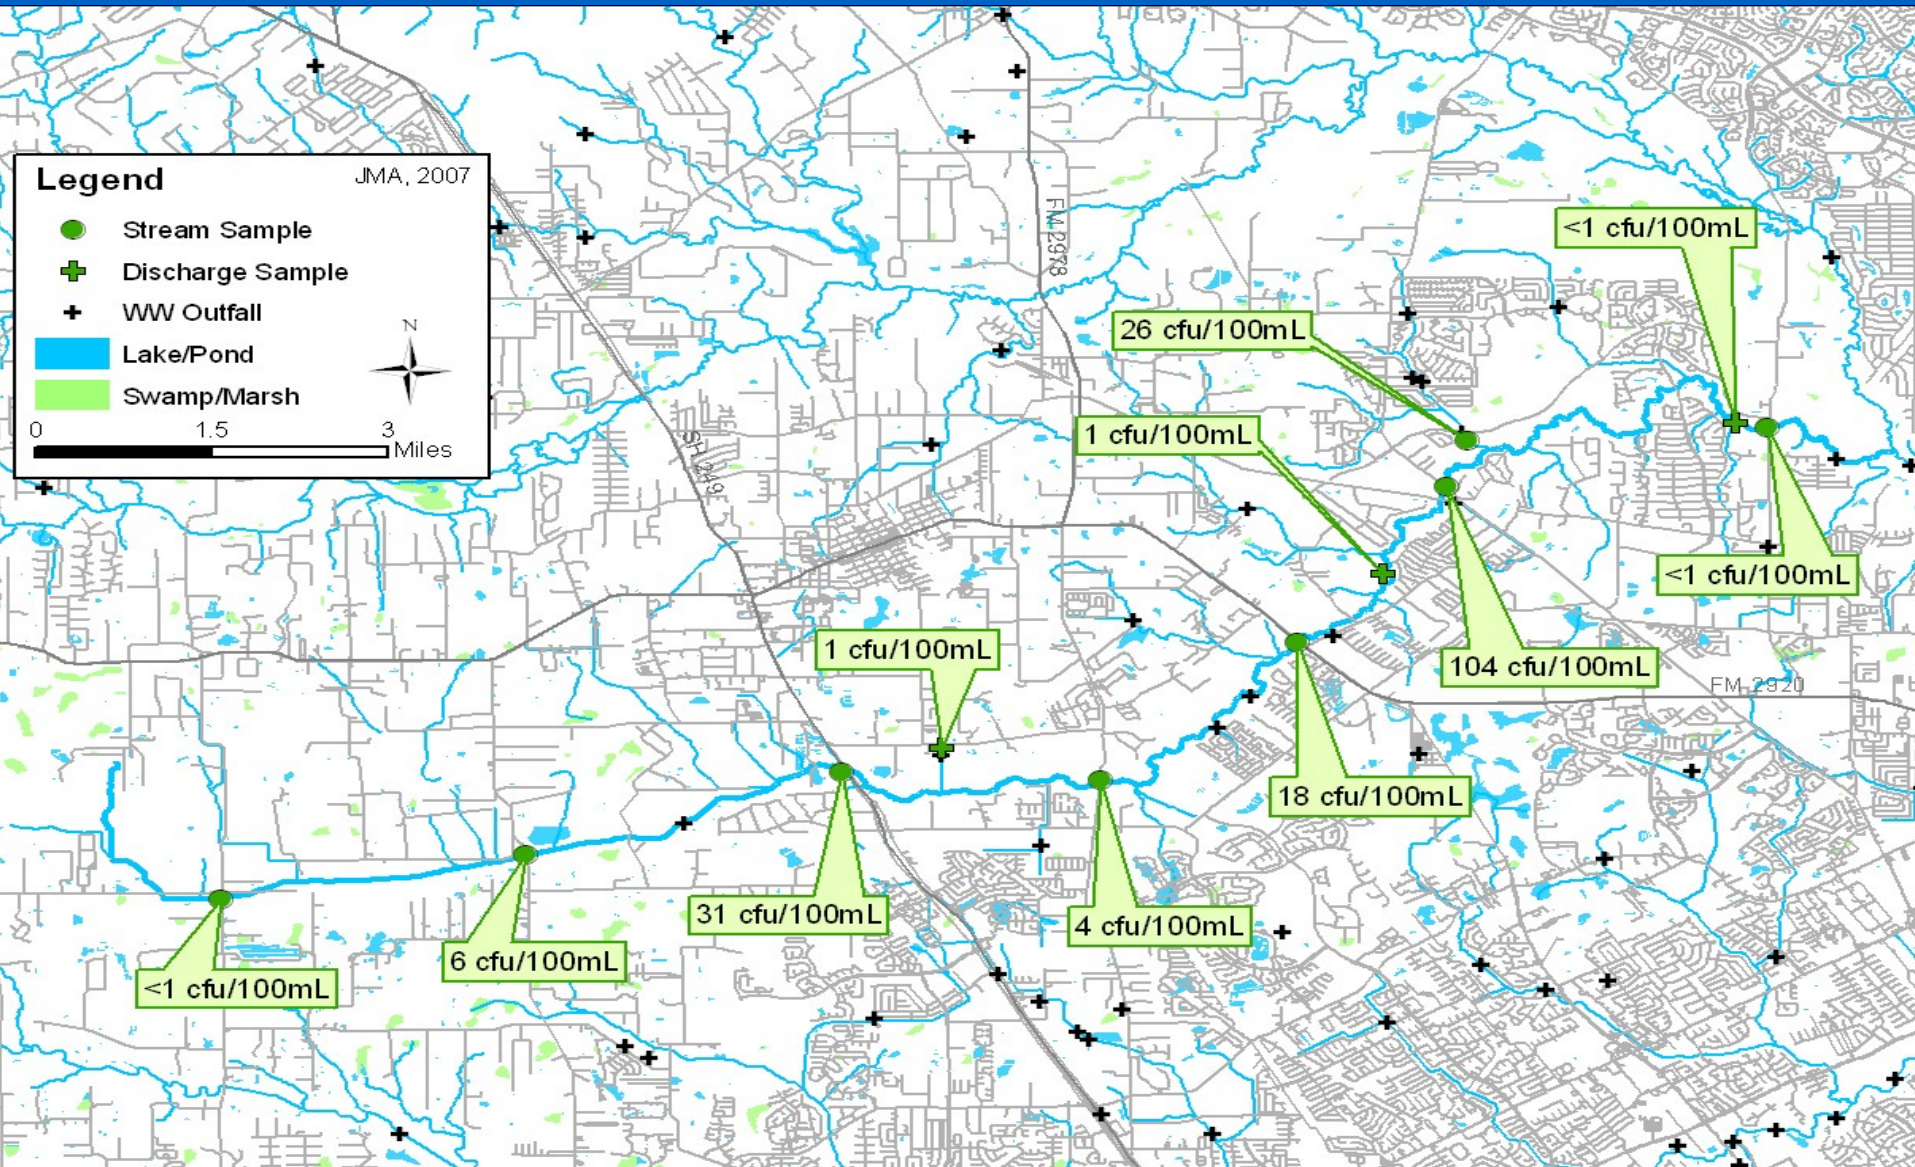 Legend
JMA, 2007
Stream Sample
Discharge Sample
WW Outfall
Lake/Pond
Swamp/Marsh
N
0 1.5 3
Miles
FM 2978
SH 249
<1 cfu/100mL
26 cfu/100mL
1 cfu/100mL
<1 cfu/100mL
1 cfu/100mL
104 cfu/100mL
FM 2920
18 cfu/100mL
31 cfu/100mL
4 cfu/100mL
6 cfu/100mL
<1 cfu/100mL